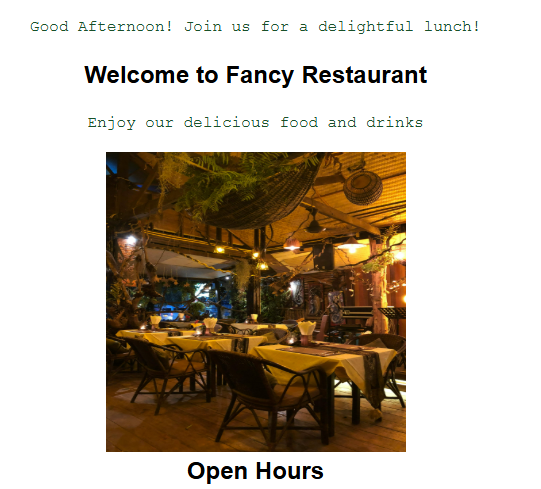 Good Afternoon! Join us for a delightful lunch!
Welcome to Fancy Restaurant
Enjoy our delicious food and drinks
Open Hours